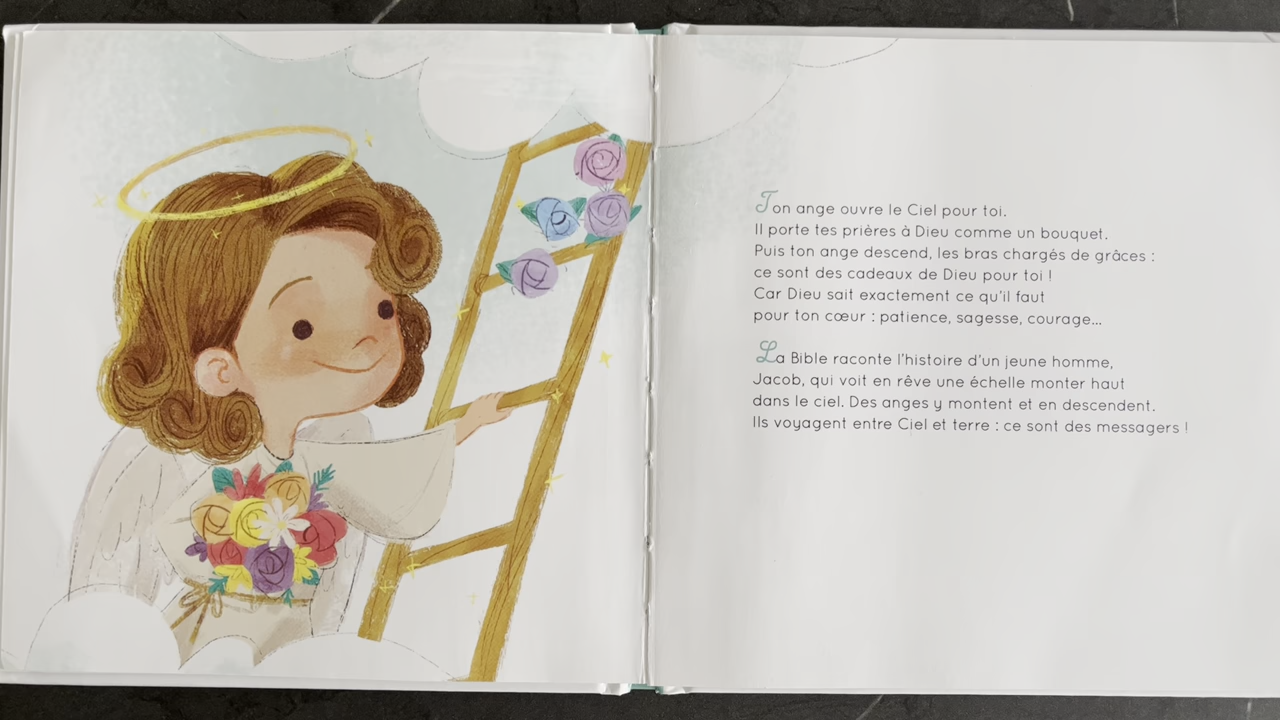 Ton ange ouvre le Ciel pour toi.
Il porte tes prières à Dieu comme un bouquet.
Puis ton ange descend, les bras chargés de grâces :
ce sont des cadeaux de Dieu pour toi !
Car Dieu sait exactement ce qu'il faut
pour ton cœur : patience, sagesse, courage...
La Bible raconte l'histoire d'un jeune homme,
Jacob, qui voit en rêve une échelle monter haut
dans le ciel. Des anges y montent et en descendent.
Ils voyagent entre Ciel et terre : ce sont des messagers !